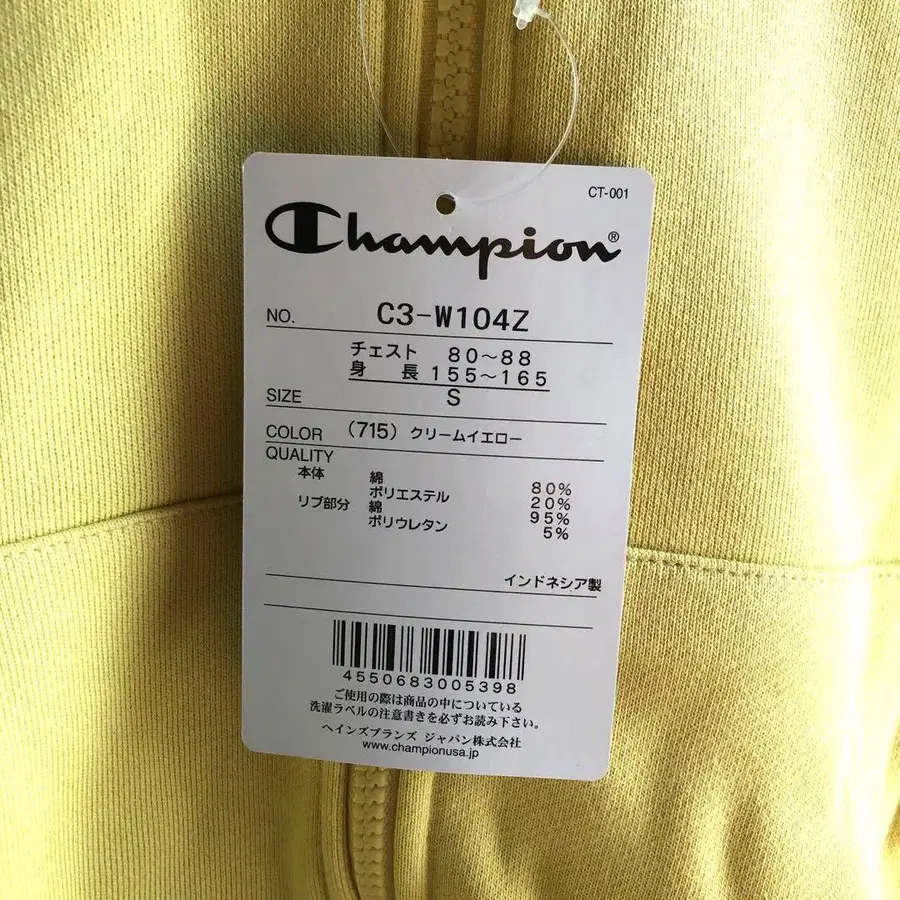 CT-001
Champion®
NO. C3-W104Z
チェスト 80～88
身長 155～165
SIZE S
COLOR (715) クリームイエロー
QUALITY
本体 綿 80%
ポリエステル 20%
リブ部分 綿 95%
ポリウレタン 5%
インドネシア製
4550683005398
ご使用の際は商品の中についている
洗濯ラベルの注意書きを必ずお読み下さい。
ヘインズブランズ ジャパン株式会社
www.championusa.jp